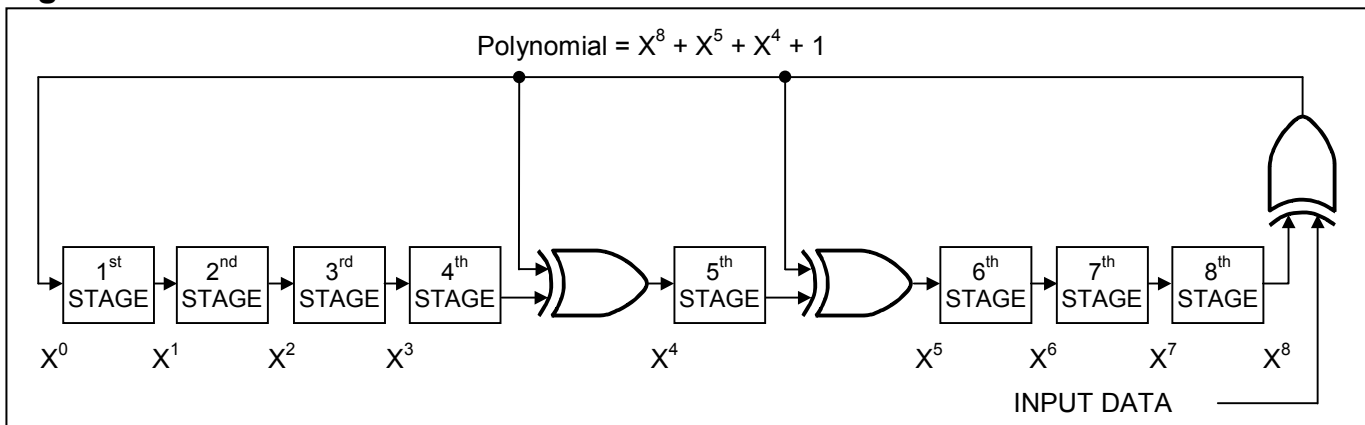 Polynomial = X⁸ + X⁵ + X⁴ + 1
1ˢᵗ STAGE
2ⁿᵈ STAGE
3ʳᵈ STAGE
4ᵗʰ STAGE
5ᵗʰ STAGE
6ᵗʰ STAGE
7ᵗʰ STAGE
8ᵗʰ STAGE
X⁰ X¹ X² X³ X⁴ X⁵ X⁶ X⁷ X⁸
INPUT DATA